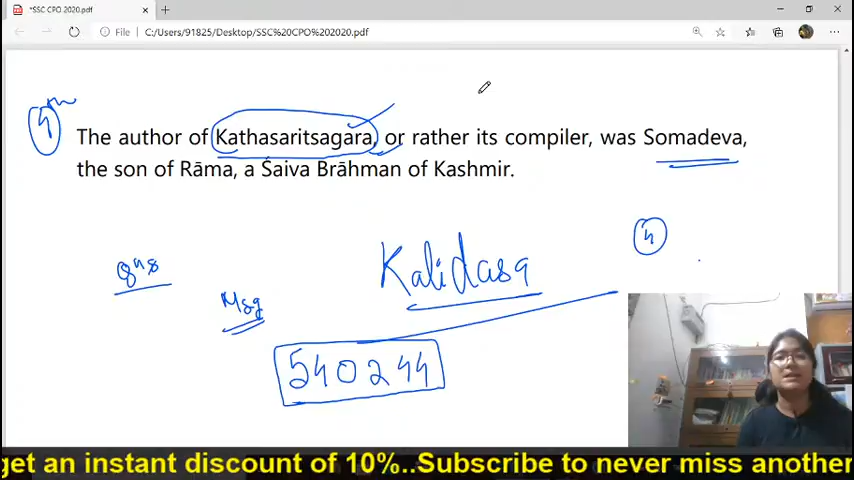 *SSC CPO 2020.pdf
File C:/Users/91825/Desktop/SSC%20CPO%202020.pdf
The author of Kathasaritsagara, or rather its compiler, was Somadeva,
the son of Rāma, a Śaiva Brāhman of Kashmir.
Kalidasa
Msg
540244
get an instant discount of 10%..Subscribe to never miss another